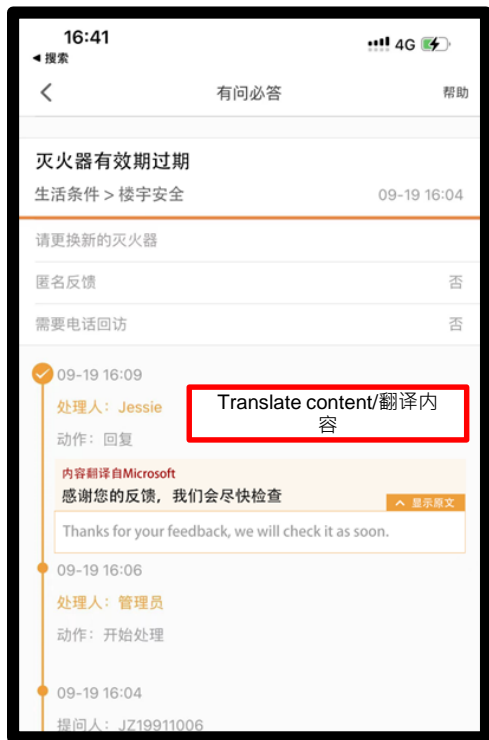 16:41
4G
◀ 搜索
有问必答
帮助
灭火器有效期过期
生活条件 > 楼宇安全
09-19 16:04
请更换新的灭火器
匿名反馈
否
需要电话回访
否
09-19 16:09
处理人：Jessie
动作：回复
Translate content/翻译内
容
内容翻译自Microsoft
感谢您的反馈，我们会尽快检查
显示原文
Thanks for your feedback, we will check it as soon.
09-19 16:06
处理人：管理员
动作：开始处理
09-19 16:04
提问人：JZ19911006